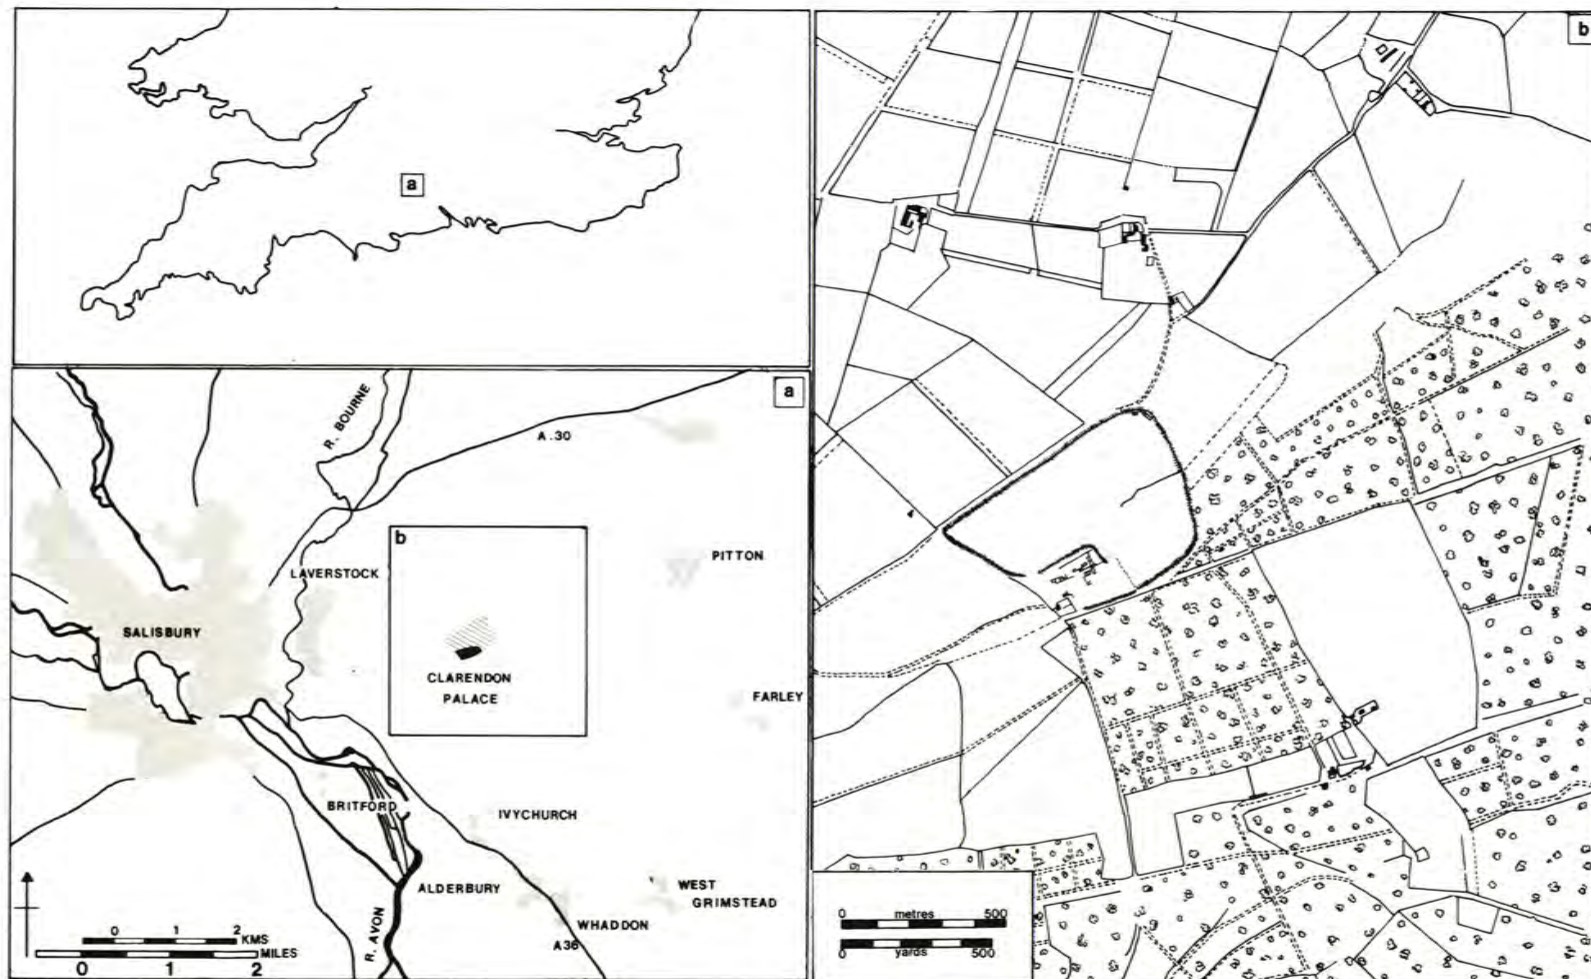 a
a
R. BOURNE
A.30
b
PITTON
LAVERSTOCK
SALISBURY
CLARENDON
PALACE
FARLEY
BRITFORD
IVYCHURCH
ALDERBURY
WEST
GRIMSTEAD
WHADDON
A36
R. AVON
0 1 2
KMS
MILES
0 1 2
b
0 metres 500
0 yards 500